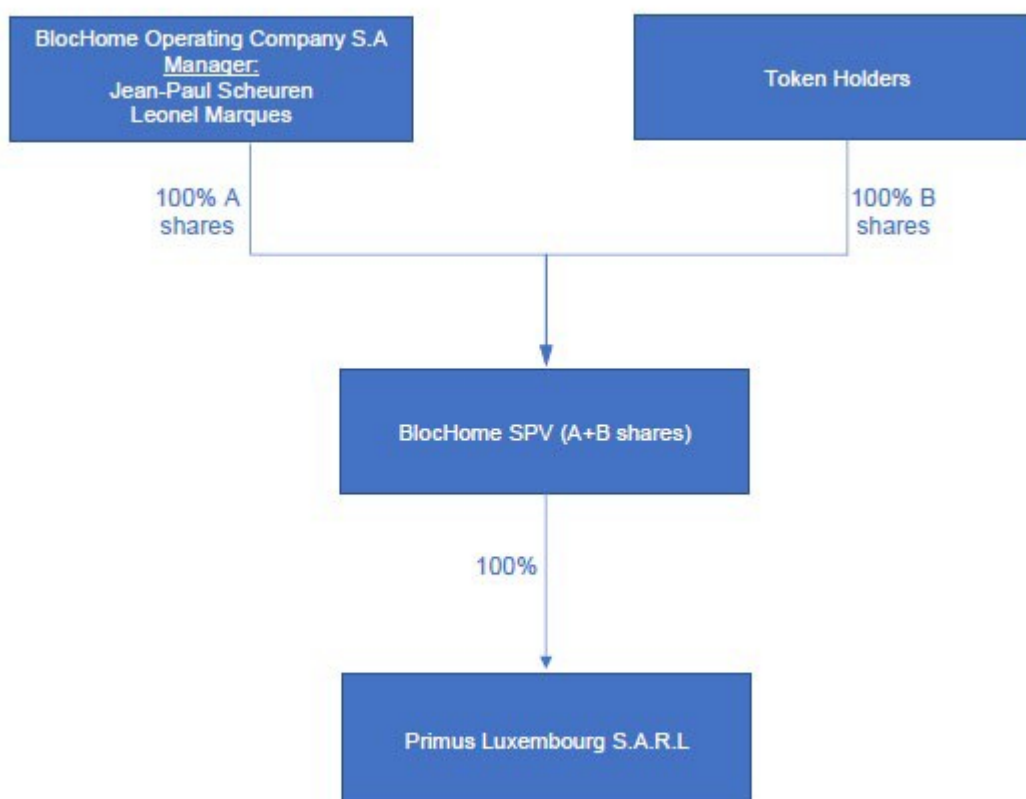 BlocHome Operating Company S.A
Manager:
Jean-Paul Scheuren
Leonel Marques
Token Holders
100% A
shares
100% B
shares
BlocHome SPV (A+B shares)
100%
Primus Luxembourg S.A.R.L